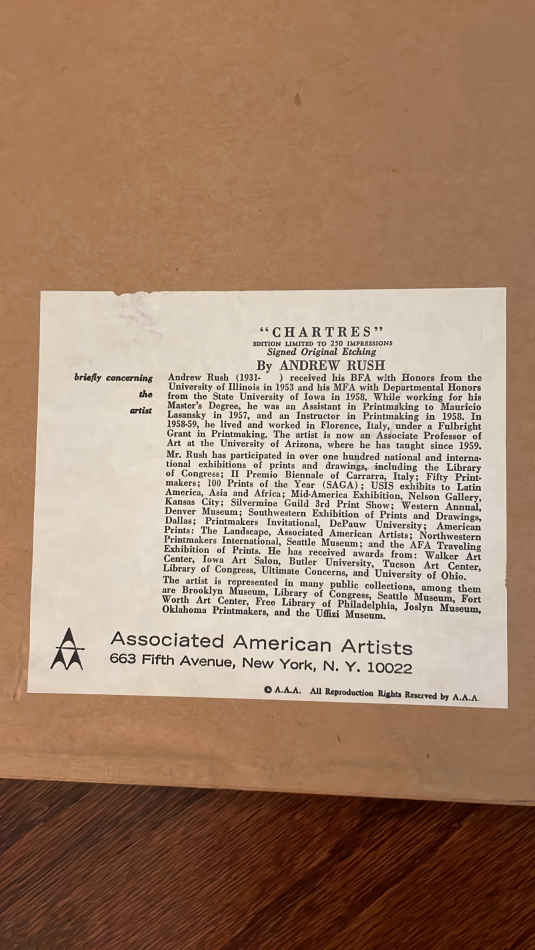 "CHARTRES"
EDITION LIMITED TO 250 IMPRESSIONS
Signed Original Etching
By ANDREW RUSH
briefly concerning
the
artist
Andrew Rush (1931- ) received his BFA with Honors from the
University of Illinois in 1953 and his MFA with Departmental Honors
from the State University of Iowa in 1958. While working for his
Master's Degree, he was an Assistant in Printmaking to Mauricio
Lasansky in 1957, and an Instructor in Printmaking in 1958. In
1958-59, he lived and worked in Florence, Italy, under a Fulbright
Grant in Printmaking. The artist is now an Associate Professor of
Art at the University of Arizona, where he has taught since 1959.
Mr. Rush has participated in over one hundred national and interna-
tional exhibitions of prints and drawings, including the Library
of Congress; II Premio Biennale of Carrarra, Italy; Fifty Print-
makers; 100 Prints of the Year (SAGA); USIS exhibits to Latin
America, Asia and Africa; Mid-America Exhibition, Nelson Gallery,
Kansas City; Silvermine Guild 3rd Print Show; Western Annual,
Denver Museum; Southwestern Exhibition of Prints and Drawings,
Dallas; Printmakers Invitational, DePauw University; American
Prints: The Landscape, Associated American Artists; Northwestern
Printmakers International, Seattle Museum; and the AFA Traveling
Exhibition of Prints. He has received awards from: Walker Art
Center, Iowa Art Salon, Butler University, Tucson Art Center,
Library of Congress, Ultimate Concerns, and University of Ohio.
The artist is represented in many public collections, among them
are Brooklyn Museum, Library of Congress, Seattle Museum, Fort
Worth Art Center, Free Library of Philadelphia, Joslyn Museum,
Oklahoma Printmakers, and the Uffizi Museum.
Associated American Artists
663 Fifth Avenue, New York, N. Y. 10022
© A.A.A. All Reproduction Rights Reserved by A.A.A.